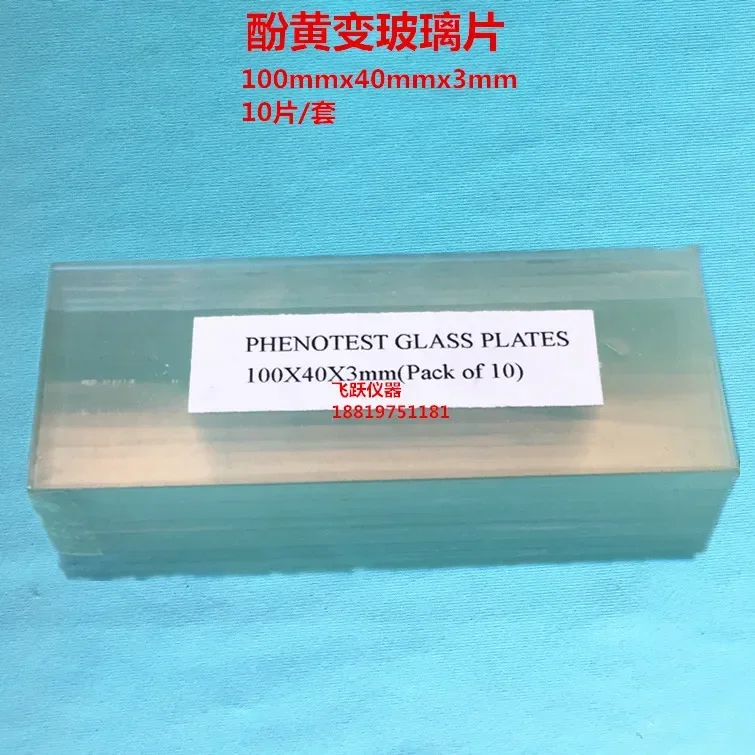 酚黄变玻璃片
100mmx40mmx3mm
10片/套
PHENOTEST GLASS PLATES
100X40X3mm(Pack of 10)
飞跃仪器
18819751181